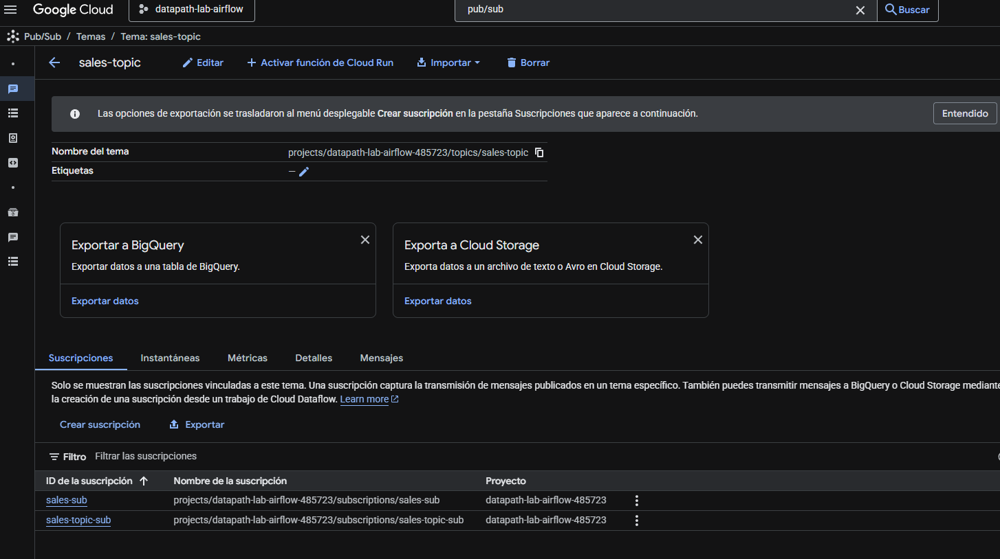 Google Cloud datapath-lab-airflow pub/sub Buscar
Pub/Sub / Temas / Tema: sales-topic
sales-topic Editar Activar función de Cloud Run Importar Borrar
Las opciones de exportación se trasladaron al menú desplegable Crear suscripción en la pestaña Suscripciones que aparece a continuación. Entendido
Nombre del tema projects/datapath-lab-airflow-485723/topics/sales-topic
Etiquetas —
Exportar a BigQuery
Exportar datos a una tabla de BigQuery.
Exportar datos
Exporta a Cloud Storage
Exporta datos a un archivo de texto o Avro en Cloud Storage.
Exportar datos
Suscripciones Instantáneas Métricas Detalles Mensajes
Solo se muestran las suscripciones vinculadas a este tema. Una suscripción captura la transmisión de mensajes publicados en un tema específico. También puedes transmitir mensajes a BigQuery o Cloud Storage mediante
la creación de una suscripción desde un trabajo de Cloud Dataflow. Learn more
Crear suscripción Exportar
Filtro Filtrar las suscripciones
ID de la suscripción Nombre de la suscripción Proyecto
sales-sub projects/datapath-lab-airflow-485723/subscriptions/sales-sub datapath-lab-airflow-485723
sales-topic-sub projects/datapath-lab-airflow-485723/subscriptions/sales-topic-sub datapath-lab-airflow-485723